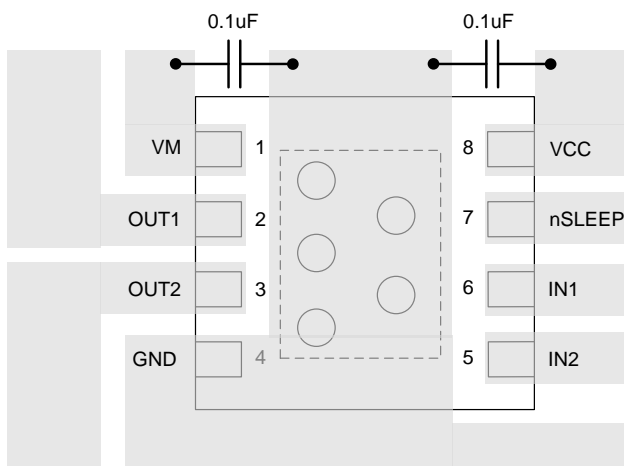 0.1uF 0.1uF
VM 1 8 VCC
OUT1 2 7 nSLEEP
OUT2 3 6 IN1
GND 4 5 IN2